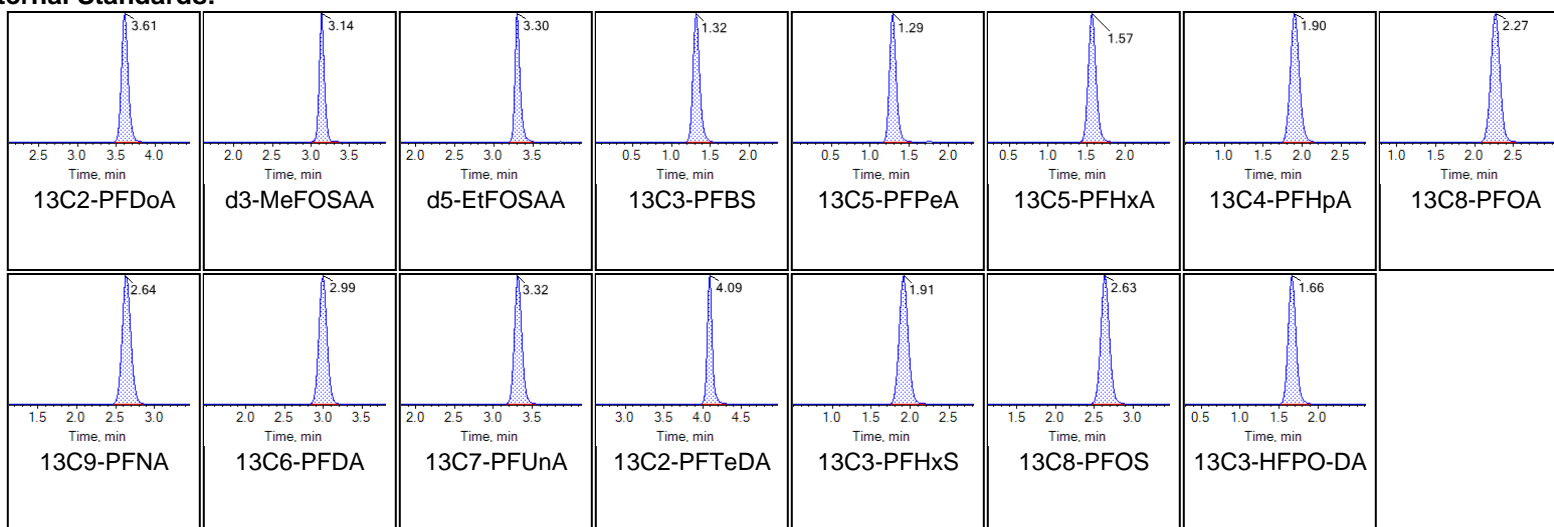 ternal Standards:
3.61 3.14 3.30 1.32 1.29 1.57 1.90 2.27
2.5 3.0 3.5 4.0 2.0 2.5 3.0 3.5 2.0 2.5 3.0 3.5 0.5 1.0 1.5 2.0 0.5 1.0 1.5 2.0 0.5 1.0 1.5 2.0 1.0 1.5 2.0 2.5 1.0 1.5 2.0 2.5
Time, min Time, min Time, min Time, min Time, min Time, min Time, min Time, min
13C2-PFDoA d3-MeFOSAA d5-EtFOSAA 13C3-PFBS 13C5-PFPeA 13C5-PFHxA 13C4-PFHpA 13C8-PFOA
2.64 2.99 3.32 4.09 1.91 2.63 1.66
1.5 2.0 2.5 3.0 2.0 2.5 3.0 3.5 2.0 2.5 3.0 3.5 3.0 3.5 4.0 4.5 1.0 1.5 2.0 2.5 1.5 2.0 2.5 3.0 0.5 1.0 1.5 2.0
Time, min Time, min Time, min Time, min Time, min Time, min Time, min
13C9-PFNA 13C6-PFDA 13C7-PFUnA 13C2-PFTeDA 13C3-PFHxS 13C8-PFOS 13C3-HFPO-DA